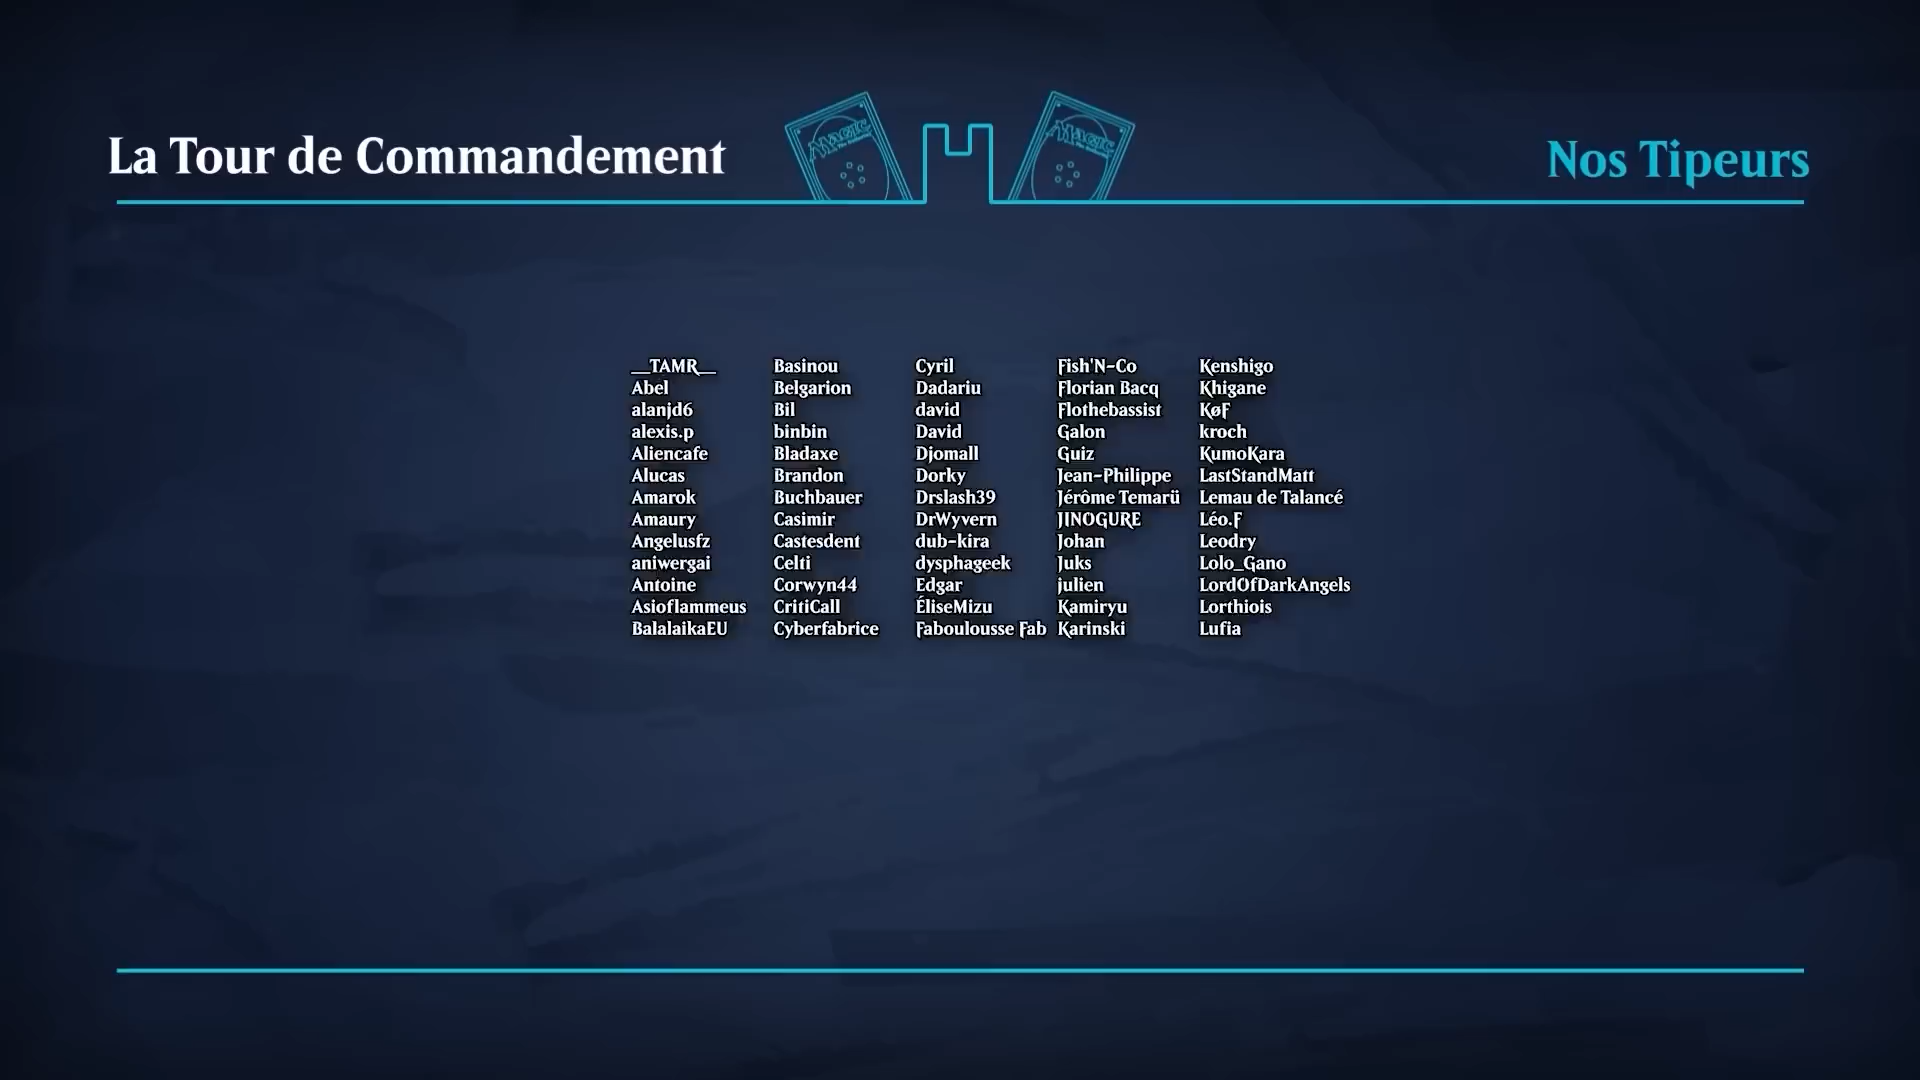 La Tour de Commandement
MAGIC
MAGIC
Nos Tipeurs
__TAMR__
Abel
alanjd6
alexis.p
Aliencafe
Alucas
Amarok
Amaury
Angelusfz
aniwergai
Antoine
Asioflammeus
BalalaikaEU
Basinou
Belgarion
Bil
binbin
Bladaxe
Brandon
Buchbauer
Casimir
Castesdent
Celti
Corwyn44
CritiCall
Cyberfabrice
Cyril
Dadariu
david
David
Djomall
Dorky
Drslash39
DrWyvern
dub-kira
dysphageek
Edgar
ÉliseMizu
Faboulousse Fab
Fish'N-Co
Florian Bacq
Flothebassist
Galon
Guiz
Jean-Philippe
Jérôme Temarü
JINOGURE
Johan
Juks
julien
Kamiryu
Karinski
Kenshigo
Khigane
KøF
kroch
KumoKara
LastStandMatt
Lemau de Talancé
Léo.F
Leodry
Lolo_Gano
LordOfDarkAngels
Lorthiois
Lufia